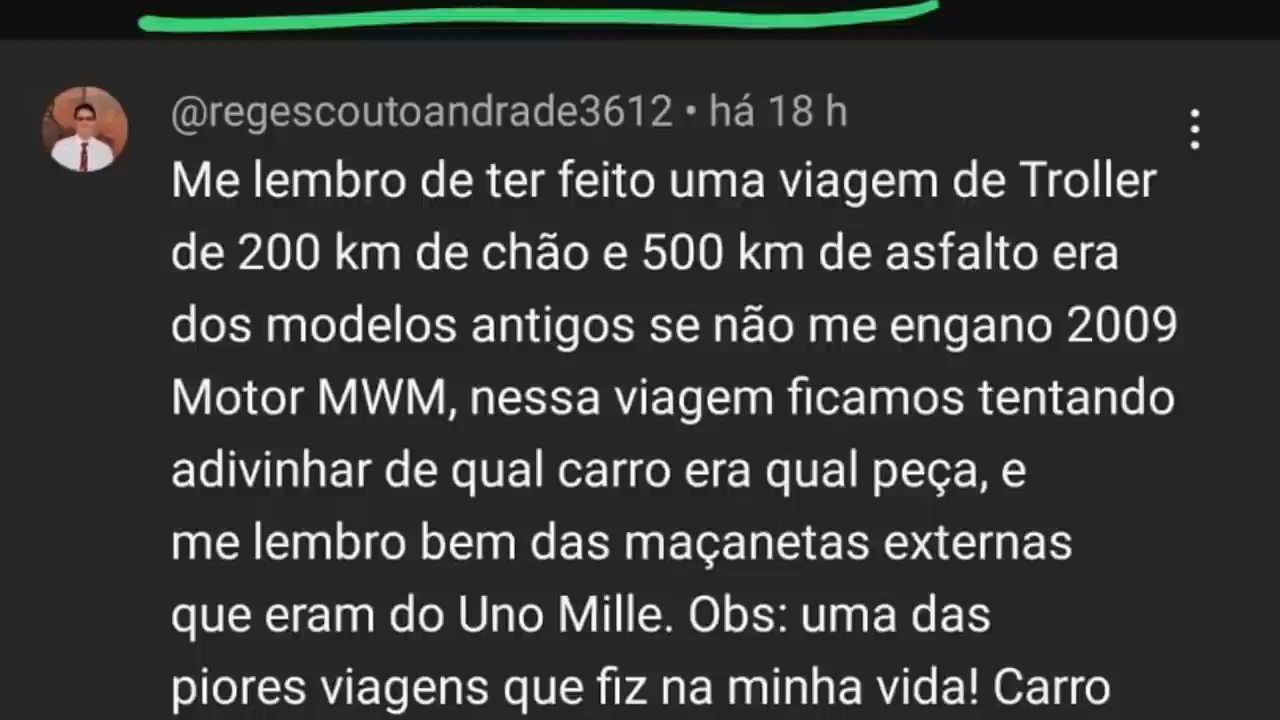 @regescoutoandrade3612 • há 18 h
Me lembro de ter feito uma viagem de Troller
de 200 km de chão e 500 km de asfalto era
dos modelos antigos se não me engano 2009
Motor MWM, nessa viagem ficamos tentando
adivinhar de qual carro era qual peça, e
me lembro bem das maçanetas externas
que eram do Uno Mille. Obs: uma das
piores viagens que fiz na minha vida! Carro